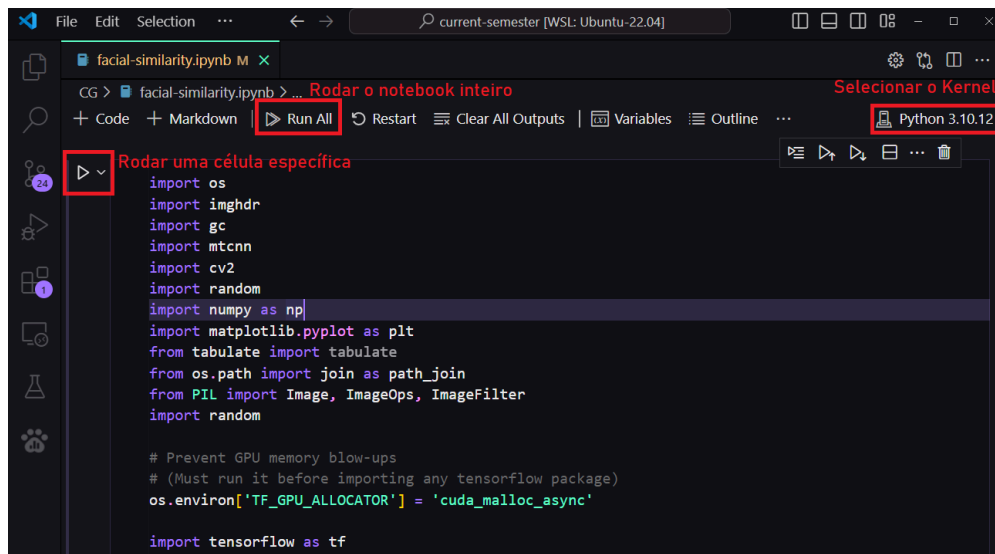 File Edit Selection ··· current-semester [WSL: Ubuntu-22.04]
facial-similarity.ipynb M
CG > facial-similarity.ipynb > ... Rodar o notebook inteiro Selecionar o Kernel
+ Code + Markdown Run All Restart Clear All Outputs Variables Outline ··· Python 3.10.12
Rodar uma célula específica
24
1
import os
import imghdr
import gc
import mtcnn
import cv2
import random
import numpy as np
import matplotlib.pyplot as plt
from tabulate import tabulate
from os.path import join as path_join
from PIL import Image, ImageOps, ImageFilter
import random
# Prevent GPU memory blow-ups
# (Must run it before importing any tensorflow package)
os.environ['TF_GPU_ALLOCATOR'] = 'cuda_malloc_async'
import tensorflow as tf